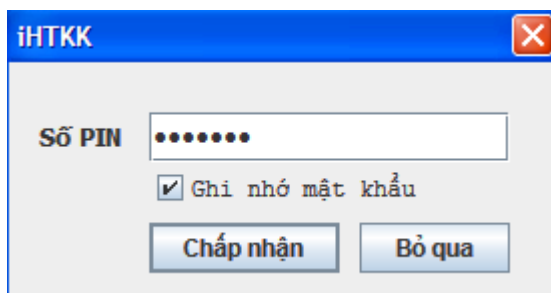 iHTKK
Số PIN •••••••
Ghi nhớ mật khẩu
Chấp nhận Bỏ qua